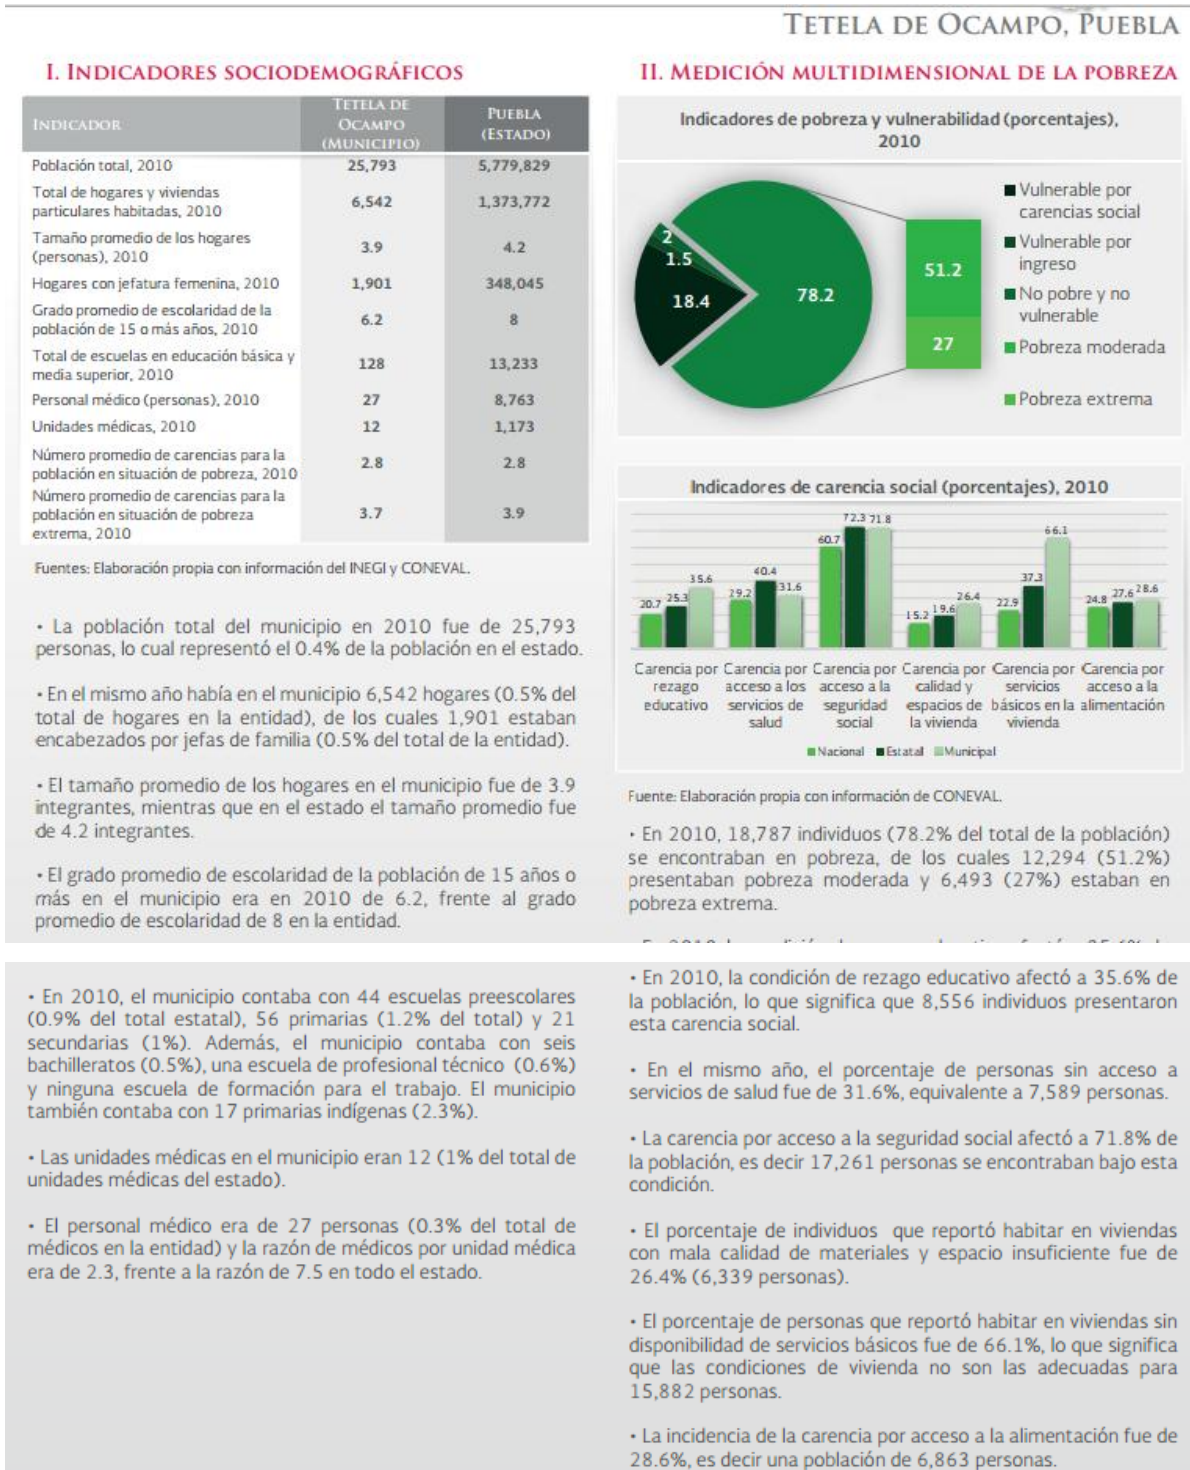 TETELA DE OCAMPO, PUEBLA
I. INDICADORES SOCIODEMOGRÁFICOS
INDICADOR
TETELA DE
OCAMPO
(MUNICIPIO)
PUEBLA
(ESTADO)
Población total, 2010 25,793 5,779,829
Total de hogares y viviendas
particulares habitadas, 2010 6,542 1,373,772
Tamaño promedio de los hogares
(personas), 2010 3.9 4.2
Hogares con jefatura femenina, 2010 1,901 348,045
Grado promedio de escolaridad de la
población de 15 o más años, 2010 6.2 8
Total de escuelas en educación básica y
media superior, 2010 128 13,233
Personal médico (personas), 2010 27 8,763
Unidades médicas, 2010 12 1,173
Número promedio de carencias para la
población en situación de pobreza, 2010 2.8 2.8
Número promedio de carencias para la
población en situación de pobreza
extrema, 2010 3.7 3.9
Fuentes: Elaboración propia con información del INEGI y CONEVAL.
• La población total del municipio en 2010 fue de 25,793
personas, lo cual representó el 0.4% de la población en el estado.
• En el mismo año había en el municipio 6,542 hogares (0.5% del
total de hogares en la entidad), de los cuales 1,901 estaban
encabezados por jefas de familia (0.5% del total de la entidad).
• El tamaño promedio de los hogares en el municipio fue de 3.9
integrantes, mientras que en el estado el tamaño promedio fue
de 4.2 integrantes.
• El grado promedio de escolaridad de la población de 15 años o
más en el municipio era en 2010 de 6.2, frente al grado
promedio de escolaridad de 8 en la entidad.
• En 2010, el municipio contaba con 44 escuelas preescolares
(0.9% del total estatal), 56 primarias (1.2% del total) y 21
secundarias (1%). Además, el municipio contaba con seis
bachilleratos (0.5%), una escuela de profesional técnico (0.6%)
y ninguna escuela de formación para el trabajo. El municipio
también contaba con 17 primarias indígenas (2.3%).
• Las unidades médicas en el municipio eran 12 (1% del total de
unidades médicas del estado).
• El personal médico era de 27 personas (0.3% del total de
médicos en la entidad) y la razón de médicos por unidad médica
era de 2.3, frente a la razón de 7.5 en todo el estado.
II. MEDICIÓN MULTIDIMENSIONAL DE LA POBREZA
Indicadores de pobreza y vulnerabilidad (porcentajes),
2010
2
1.5
18.4
78.2
51.2
27
Vulnerable por
carencias social
Vulnerable por
ingreso
No pobre y no
vulnerable
Pobreza moderada
Pobreza extrema
Indicadores de carencia social (porcentajes), 2010
20.7 25.3 35.6
29.2 40.4 31.6
60.7 72.3 71.8
15.2 19.6 26.4
22.9 37.3 66.1
24.8 27.6 28.6
Carencia por
rezago
educativo
Carencia por
acceso a los
servicios de
salud
Carencia por
acceso a la
seguridad
social
Carencia por
calidad y
espacios de
la vivienda
Carencia por
servicios
básicos en la
vivienda
Carencia por
acceso a la
alimentación
Nacional Estatal Municipal
Fuente: Elaboración propia con información de CONEVAL.
• En 2010, 18,787 individuos (78.2% del total de la población)
se encontraban en pobreza, de los cuales 12,294 (51.2%)
presentaban pobreza moderada y 6,493 (27%) estaban en
pobreza extrema.
• En 2010, la condición de rezago educativo afectó a 35.6% de
la población, lo que significa que 8,556 individuos presentaron
esta carencia social.
• En el mismo año, el porcentaje de personas sin acceso a
servicios de salud fue de 31.6%, equivalente a 7,589 personas.
• La carencia por acceso a la seguridad social afectó a 71.8% de
la población, es decir 17,261 personas se encontraban bajo esta
condición.
• El porcentaje de individuos que reportó habitar en viviendas
con mala calidad de materiales y espacio insuficiente fue de
26.4% (6,339 personas).
• El porcentaje de personas que reportó habitar en viviendas sin
disponibilidad de servicios básicos fue de 66.1%, lo que significa
que las condiciones de vivienda no son las adecuadas para
15,882 personas.
• La incidencia de la carencia por acceso a la alimentación fue de
28.6%, es decir una población de 6,863 personas.